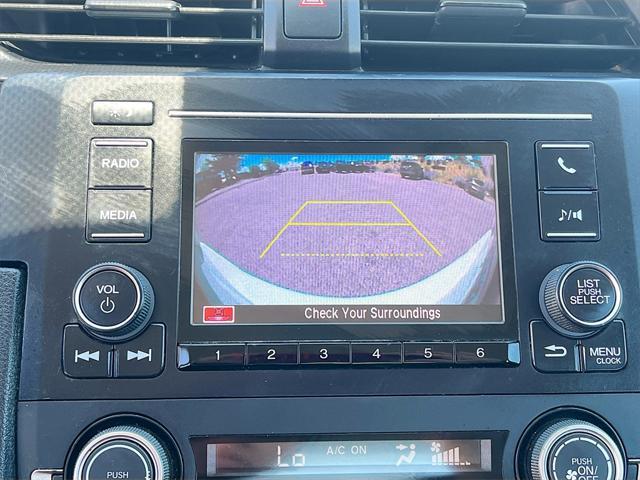 RADIO
MEDIA
VOL
LIST
PUSH
SELECT
Check Your Surroundings
1 2 3 4 5 6
MENU
CLOCK
Lo A/C ON
PUSH
PUSH
ON/
OFF